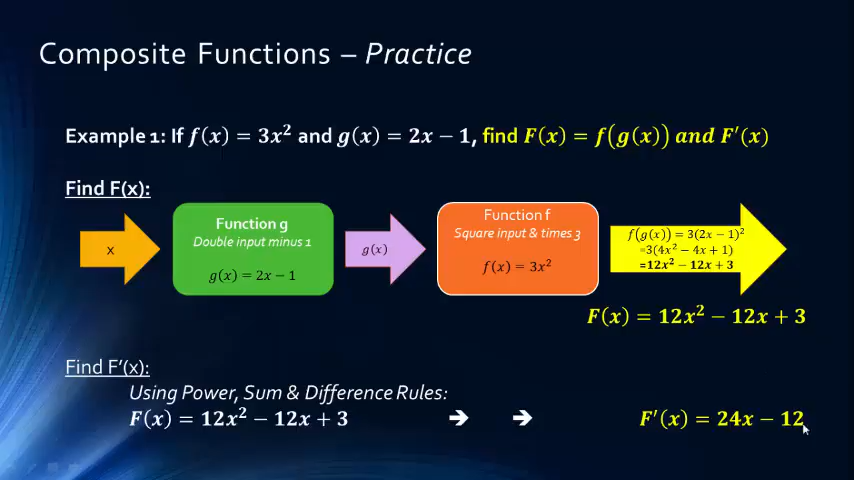 Composite Functions – Practice
Example 1: If f(x) = 3x² and g(x) = 2x − 1, find F(x) = f(g(x)) and F′(x)
Find F(x):
x
Function g
Double input minus 1
g(x) = 2x − 1
g(x)
Function f
Square input & times 3
f(x) = 3x²
f(g(x)) = 3(2x − 1)²
=3(4x² − 4x + 1)
=12x² − 12x + 3
F(x) = 12x² − 12x + 3
Find F’(x):
Using Power, Sum & Difference Rules:
F(x) = 12x² − 12x + 3 ➔ ➔ F′(x) = 24x − 12